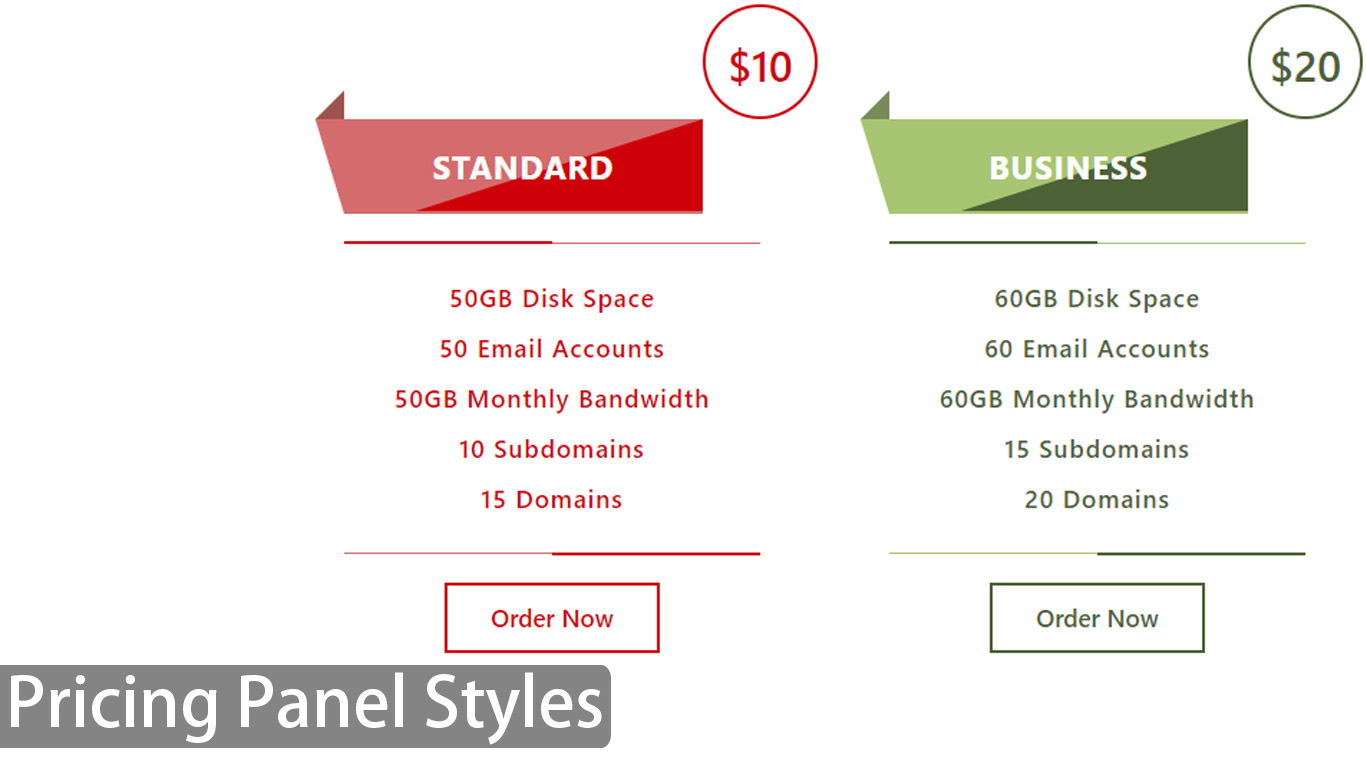 $10
STANDARD
50GB Disk Space
50 Email Accounts
50GB Monthly Bandwidth
10 Subdomains
15 Domains
Order Now
$20
BUSINESS
60GB Disk Space
60 Email Accounts
60GB Monthly Bandwidth
15 Subdomains
20 Domains
Order Now
Pricing Panel Styles